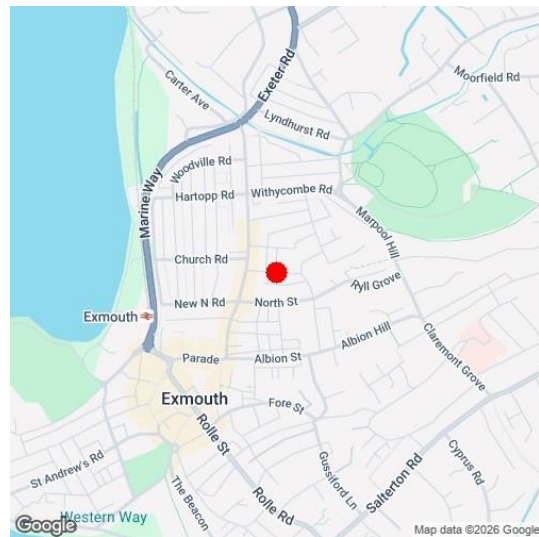 Exeter Rd
Carter Ave
Moorfield Rd
Lyndhurst Rd
Woodville Rd
Withycombe Rd
Hartopp Rd
Marine Way
Marpool Hill
Church Rd
Ryll Grove
New N Rd
North St
Exmouth
Albion Hill
Claremont Grove
Parade
Albion St
Exmouth
Fore St
Rolle St
Gussiford Ln
Cyprus Rd
St Andrew's Rd
Salterton Rd
The Beacon
Rolle Rd
Western Way
Google
Map data ©2026 Google